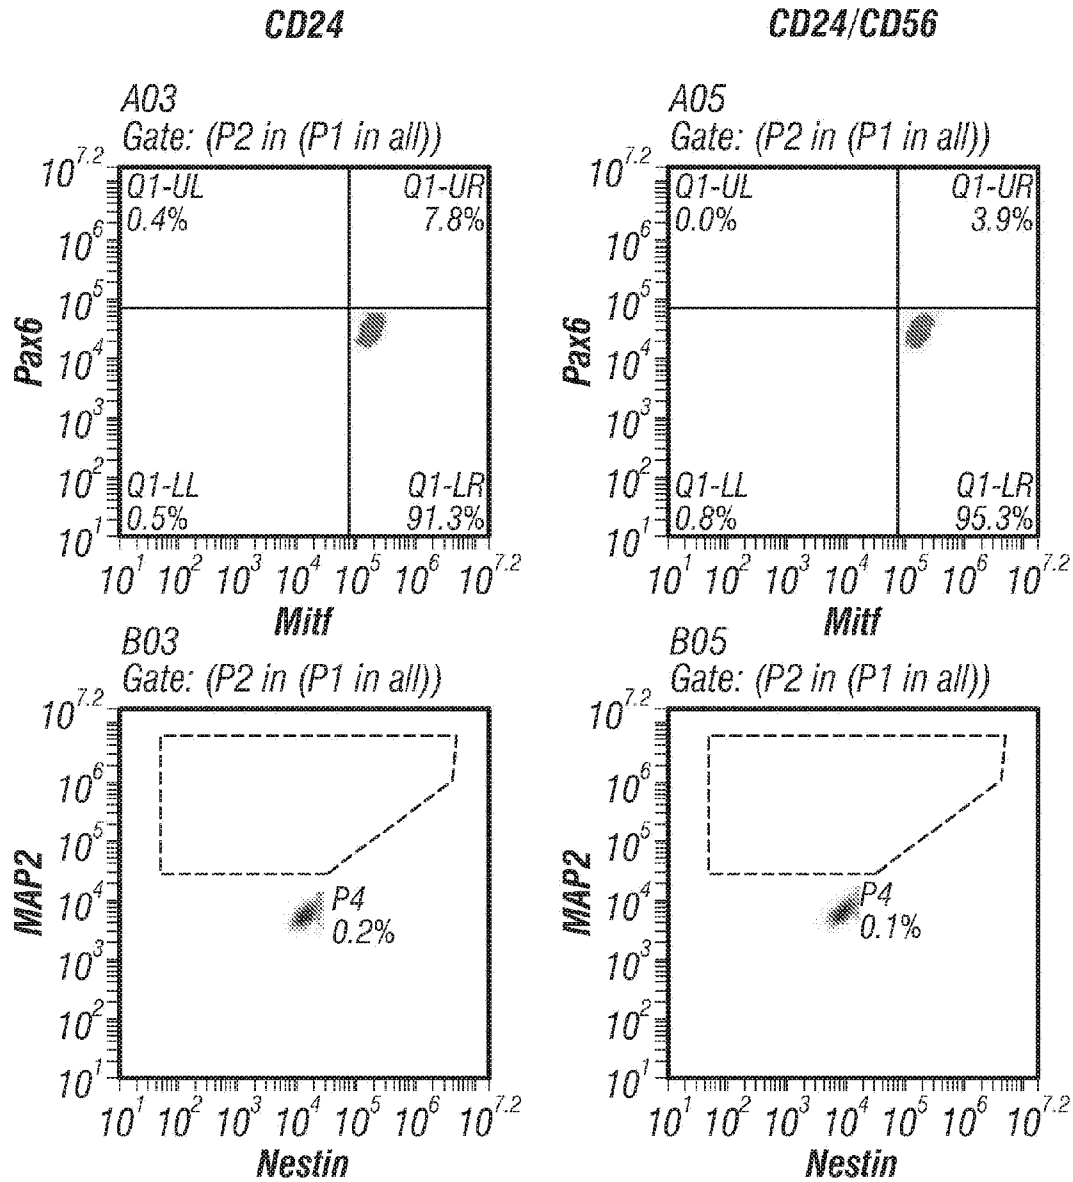 CD24
CD24/CD56
A03
Gate: (P2 in (P1 in all))
10^7.2
10^6
10^5
10^4
10^3
10^2
10^1
Pax6
Q1-UL
0.4%
Q1-UR
7.8%
Q1-LL
0.5%
Q1-LR
91.3%
10^1 10^2 10^3 10^4 10^5 10^6 10^7.2
Mitf
A05
Gate: (P2 in (P1 in all))
10^7.2
10^6
10^5
10^4
10^3
10^2
10^1
Pax6
Q1-UL
0.0%
Q1-UR
3.9%
Q1-LL
0.8%
Q1-LR
95.3%
10^1 10^2 10^3 10^4 10^5 10^6 10^7.2
Mitf
B03
Gate: (P2 in (P1 in all))
10^7.2
10^6
10^5
10^4
10^3
10^2
10^1
MAP2
P4
0.2%
10^1 10^2 10^3 10^4 10^5 10^6 10^7.2
Nestin
B05
Gate: (P2 in (P1 in all))
10^7.2
10^6
10^5
10^4
10^3
10^2
10^1
MAP2
P4
0.1%
10^1 10^2 10^3 10^4 10^5 10^6 10^7.2
Nestin